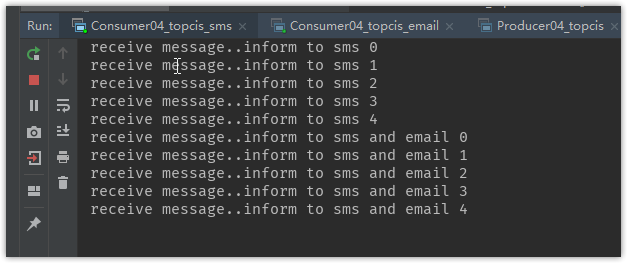 Run: Consumer04_topcis_sms × Consumer04_topcis_email × Producer04_topcis ×
receive message..inform to sms 0
receive message..inform to sms 1
receive message..inform to sms 2
receive message..inform to sms 3
receive message..inform to sms 4
receive message..inform to sms and email 0
receive message..inform to sms and email 1
receive message..inform to sms and email 2
receive message..inform to sms and email 3
receive message..inform to sms and email 4